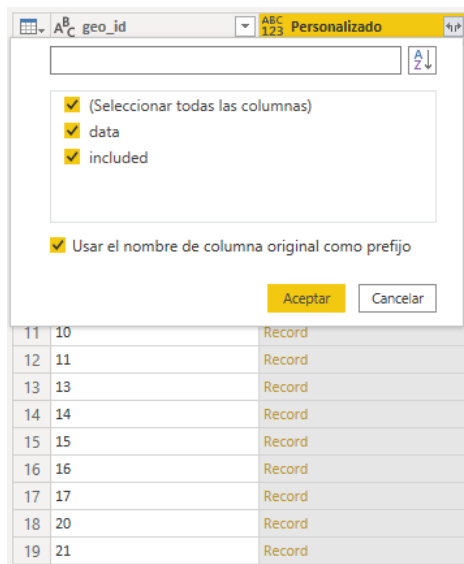 ABC geo_id ABC 123 Personalizado
AZ
(Seleccionar todas las columnas)
data
included
Usar el nombre de columna original como prefijo
Aceptar Cancelar
11 10 Record
12 11 Record
13 13 Record
14 14 Record
15 15 Record
16 16 Record
17 17 Record
18 20 Record
19 21 Record